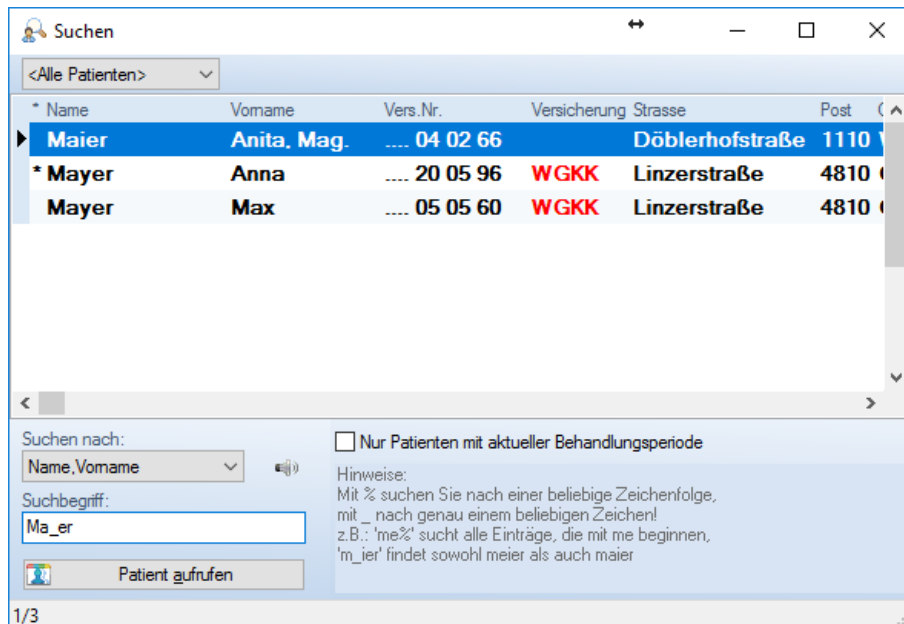 Suchen
<Alle Patienten>
* Name Vorname Vers.Nr. Versicherung Strasse Post
Maier Anita, Mag. .... 04 02 66 Döblerhofstraße 1110
* Mayer Anna .... 20 05 96 WGKK Linzerstraße 4810
Mayer Max .... 05 05 60 WGKK Linzerstraße 4810
Suchen nach:
Name,Vorname
Suchbegriff:
Ma_er
Patient aufrufen
Nur Patienten mit aktueller Behandlungsperiode
Hinweise:
Mit % suchen Sie nach einer beliebige Zeichenfolge,
mit _ nach genau einem beliebigen Zeichen!
z.B.: 'me%' sucht alle Einträge, die mit me beginnen,
'm_ier' findet sowohl meier als auch maier
1/3